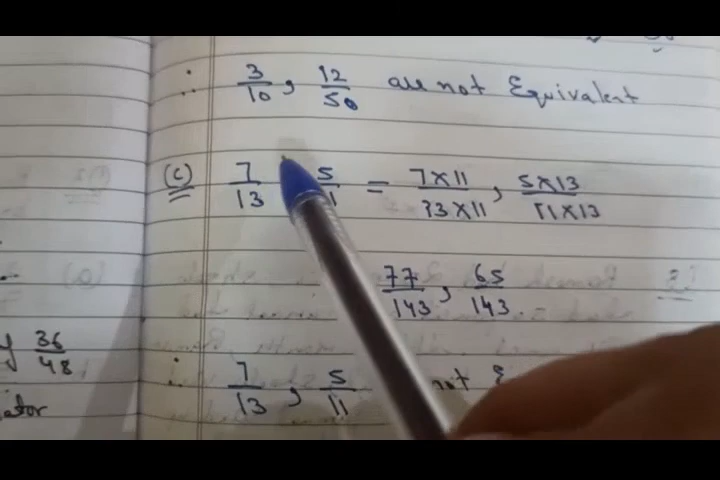 ∴ 3/10, 12/50 are not Equivalent
(c) 7/13 5/ = 7×11/13×11, 5×13/11×13
77/143, 65/143.
36/48
∴ 7/13, 5/11 not